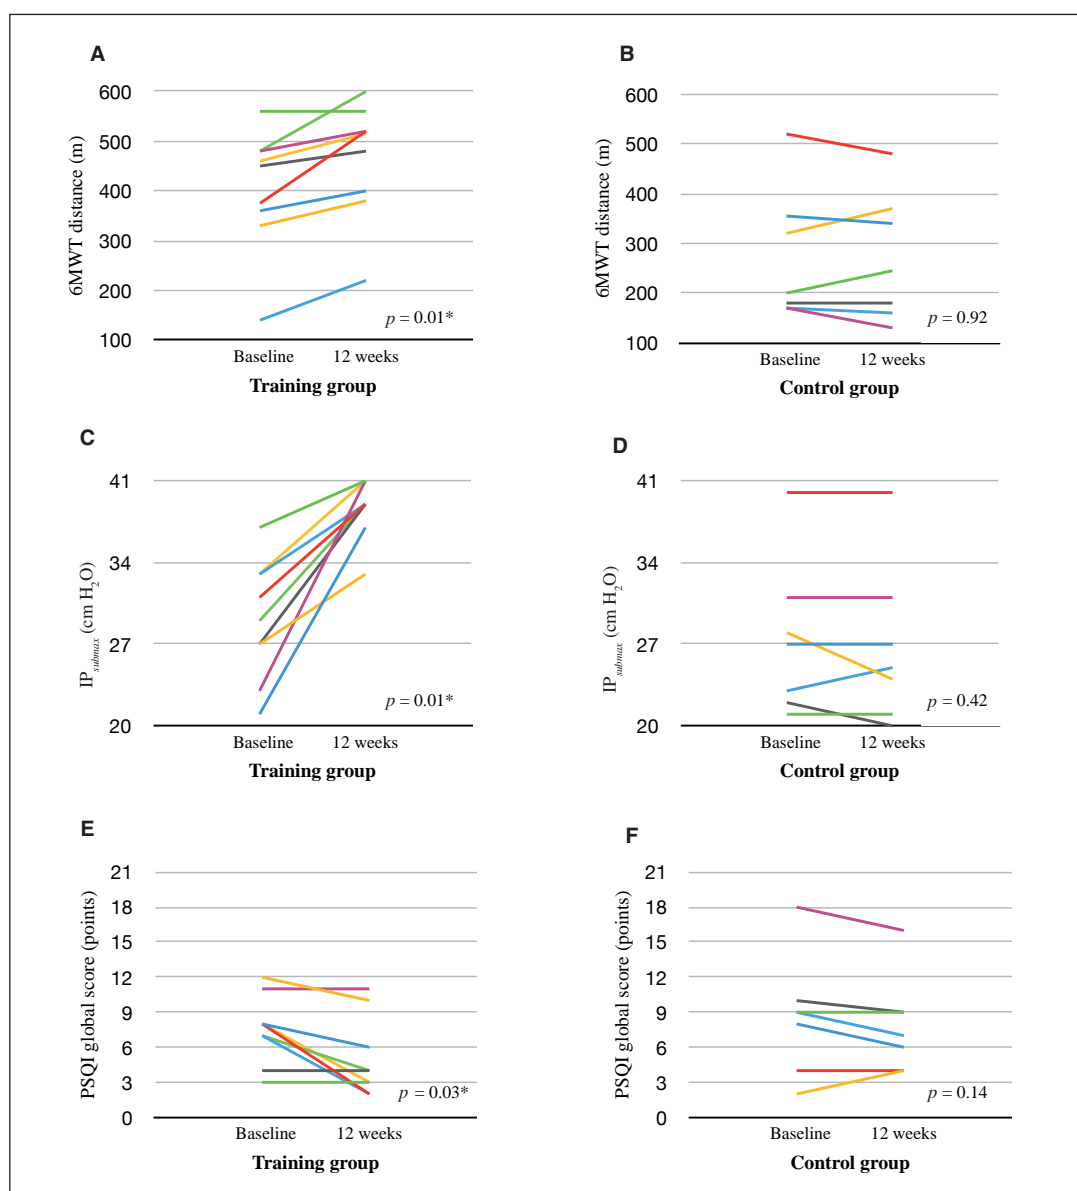 A
6MWT distance (m)
600
500
400
300
200
100
p = 0.01*
Baseline 12 weeks
Training group
B
6MWT distance (m)
600
500
400
300
200
100
p = 0.92
Baseline 12 weeks
Control group
C
IPsubmax (cm H2O)
41
34
27
20
p = 0.01*
Baseline 12 weeks
Training group
D
IPsubmax (cm H2O)
41
34
27
20
p = 0.42
Baseline 12 weeks
Control group
E
PSQI global score (points)
21
18
15
12
9
6
3
0
p = 0.03*
Baseline 12 weeks
Training group
F
PSQI global score (points)
21
18
15
12
9
6
3
0
p = 0.14
Baseline 12 weeks
Control group